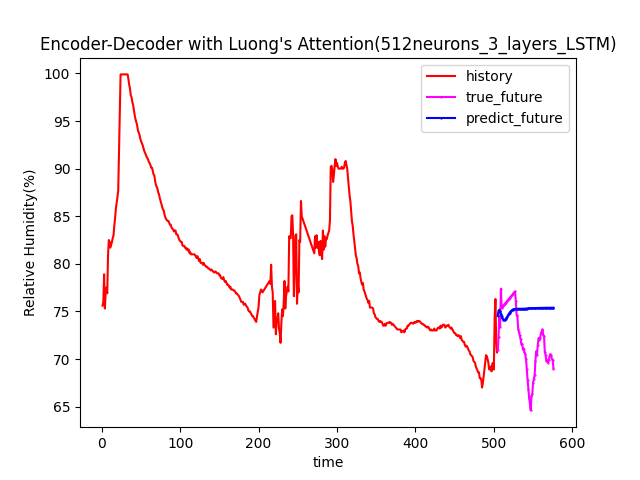 Encoder-Decoder with Luong's Attention(512neurons_3_layers_LSTM)
history
true_future
predict_future
Relative Humidity(%)
100
95
90
85
80
75
70
65
0 100 200 300 400 500 600
time